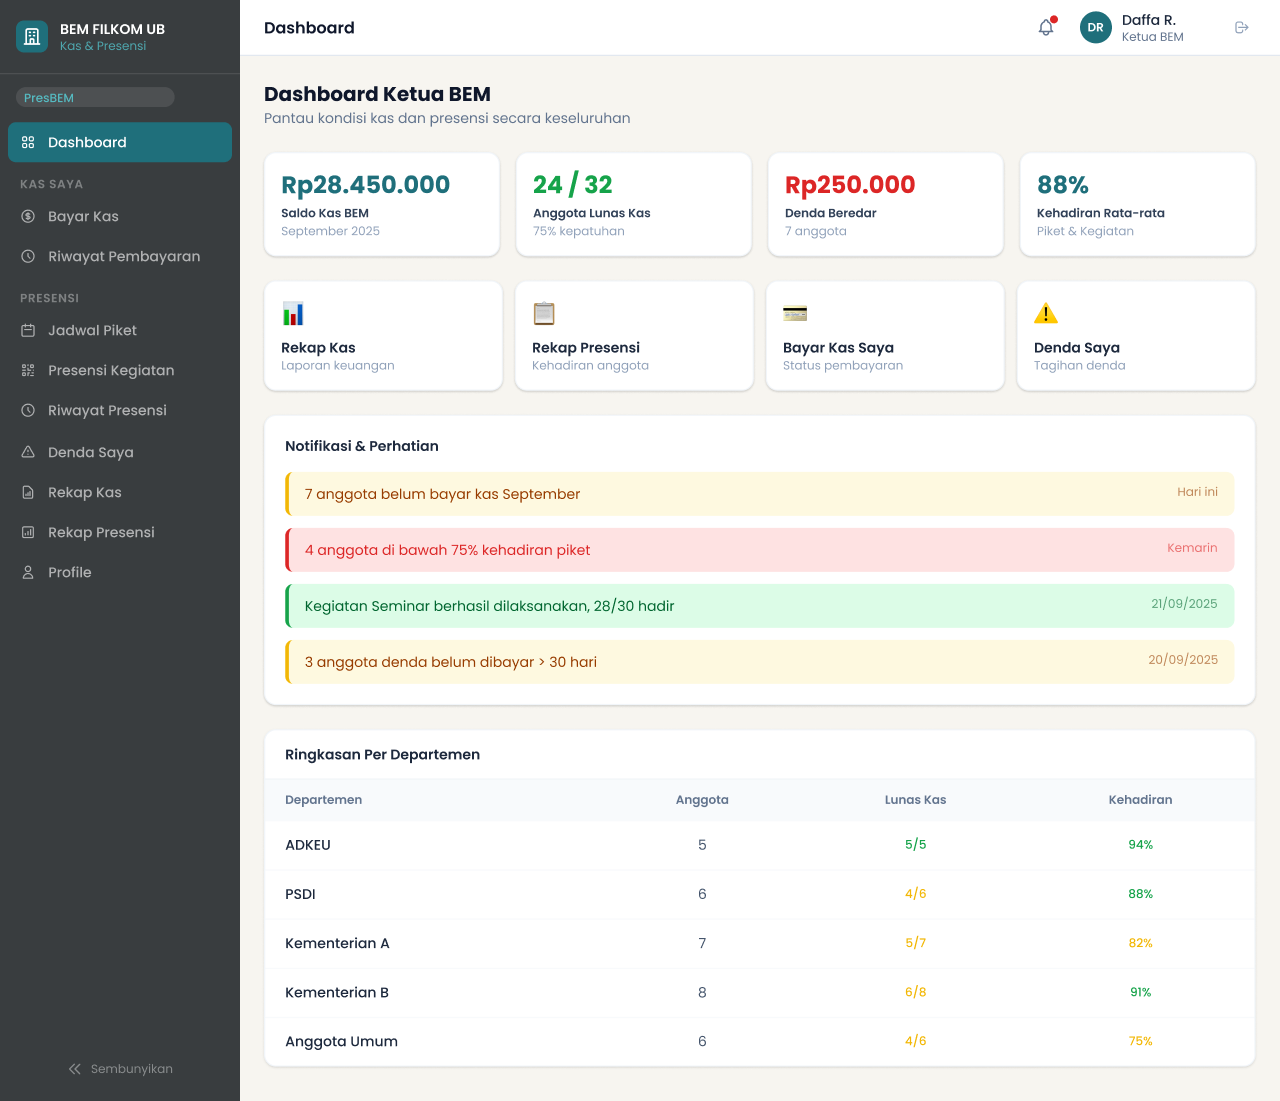 BEM FILKOM UB
Kas & Presensi
PresBEM
Dashboard
KAS SAYA
Bayar Kas
Riwayat Pembayaran
PRESENSI
Jadwal Piket
Presensi Kegiatan
Riwayat Presensi
Denda Saya
Rekap Kas
Rekap Presensi
Profile
Sembunyikan
Dashboard
DR
Daffa R.
Ketua BEM
Dashboard Ketua BEM
Pantau kondisi kas dan presensi secara keseluruhan
Rp28.450.000
Saldo Kas BEM
September 2025
24 / 32
Anggota Lunas Kas
75% kepatuhan
Rp250.000
Denda Beredar
7 anggota
88%
Kehadiran Rata-rata
Piket & Kegiatan
Rekap Kas
Laporan keuangan
Rekap Presensi
Kehadiran anggota
Bayar Kas Saya
Status pembayaran
Denda Saya
Tagihan denda
Notifikasi & Perhatian
7 anggota belum bayar kas September Hari ini
4 anggota di bawah 75% kehadiran piket Kemarin
Kegiatan Seminar berhasil dilaksanakan, 28/30 hadir 21/09/2025
3 anggota denda belum dibayar > 30 hari 20/09/2025
Ringkasan Per Departemen
Departemen Anggota Lunas Kas Kehadiran
ADKEU 5 5/5 94%
PSDI 6 4/6 88%
Kementerian A 7 5/7 82%
Kementerian B 8 6/8 91%
Anggota Umum 6 4/6 75%